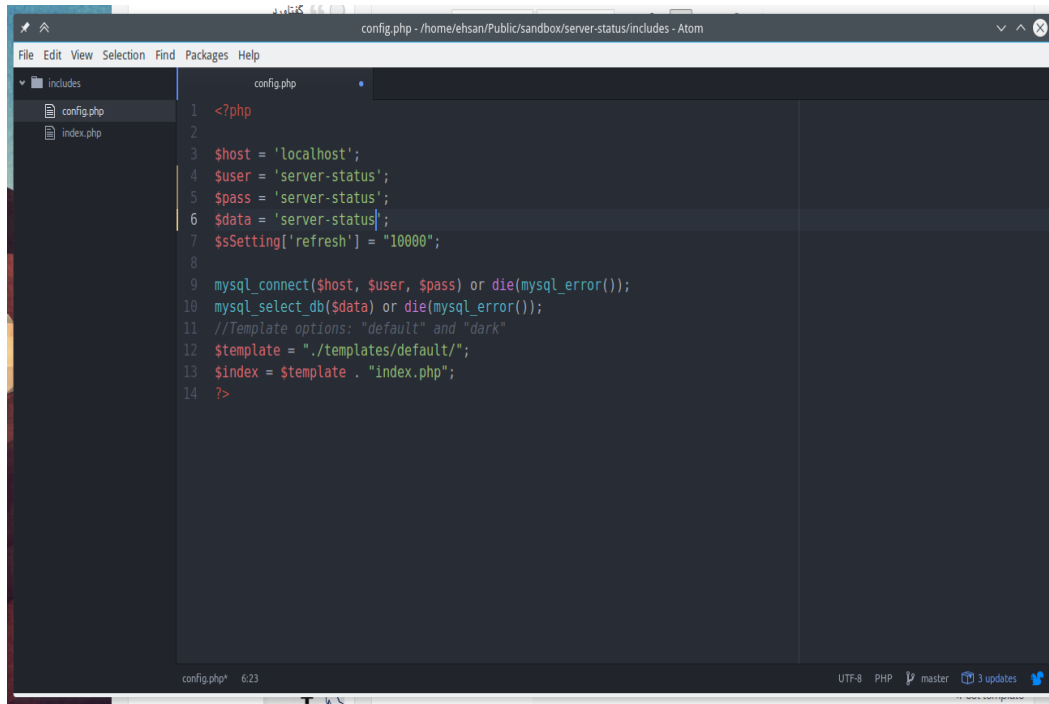 گفتاورد
config.php - /home/ehsan/Public/sandbox/server-status/includes - Atom
File Edit View Selection Find Packages Help
includes
config.php
index.php
config.php
1 <?php
2
3 $host = 'localhost';
4 $user = 'server-status';
5 $pass = 'server-status';
6 $data = 'server-status';
7 $sSetting['refresh'] = "10000";
8
9 mysql_connect($host, $user, $pass) or die(mysql_error());
10 mysql_select_db($data) or die(mysql_error());
11 //Template options: "default" and "dark"
12 $template = "./templates/default/";
13 $index = $template . "index.php";
14 ?>
config.php* 6:23
UTF-8 PHP master 3 updates